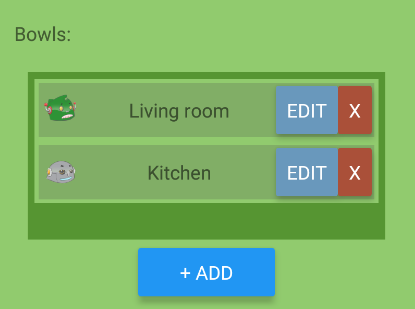 Bowls:
Living room EDIT X
Kitchen EDIT X
+ ADD